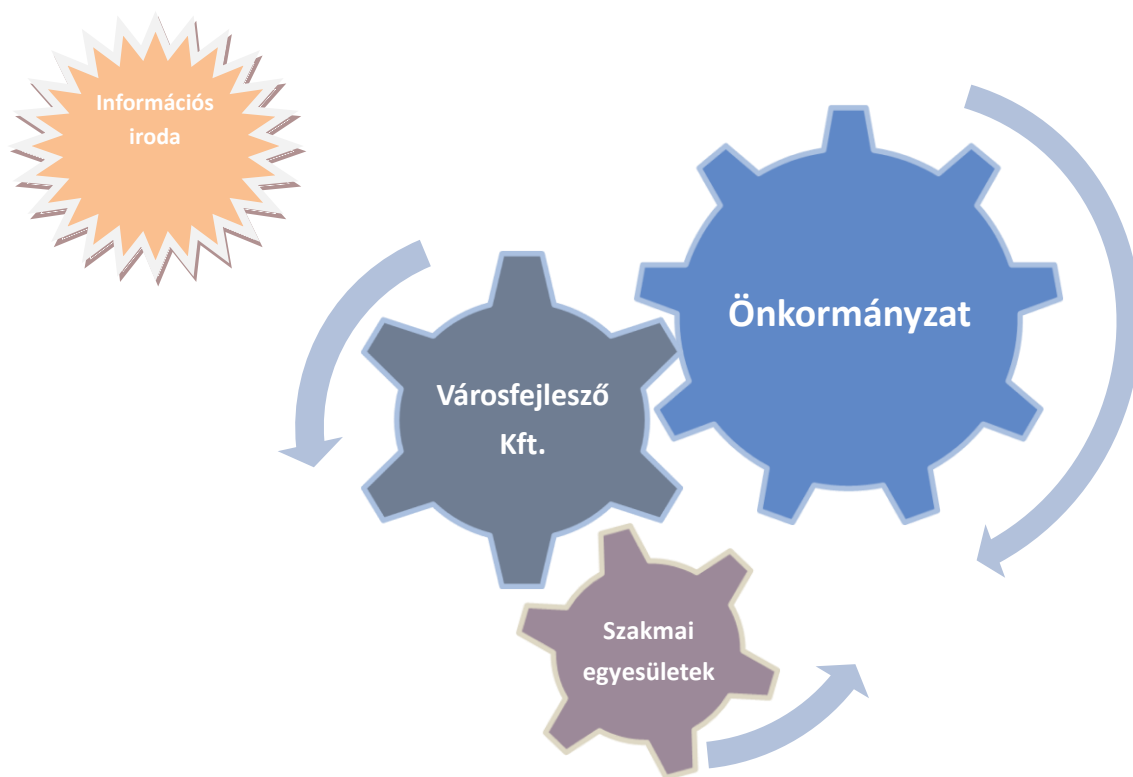 Információs
iroda
Önkormányzat
Városfejlesző
Kft.
Szakmai
egyesületek